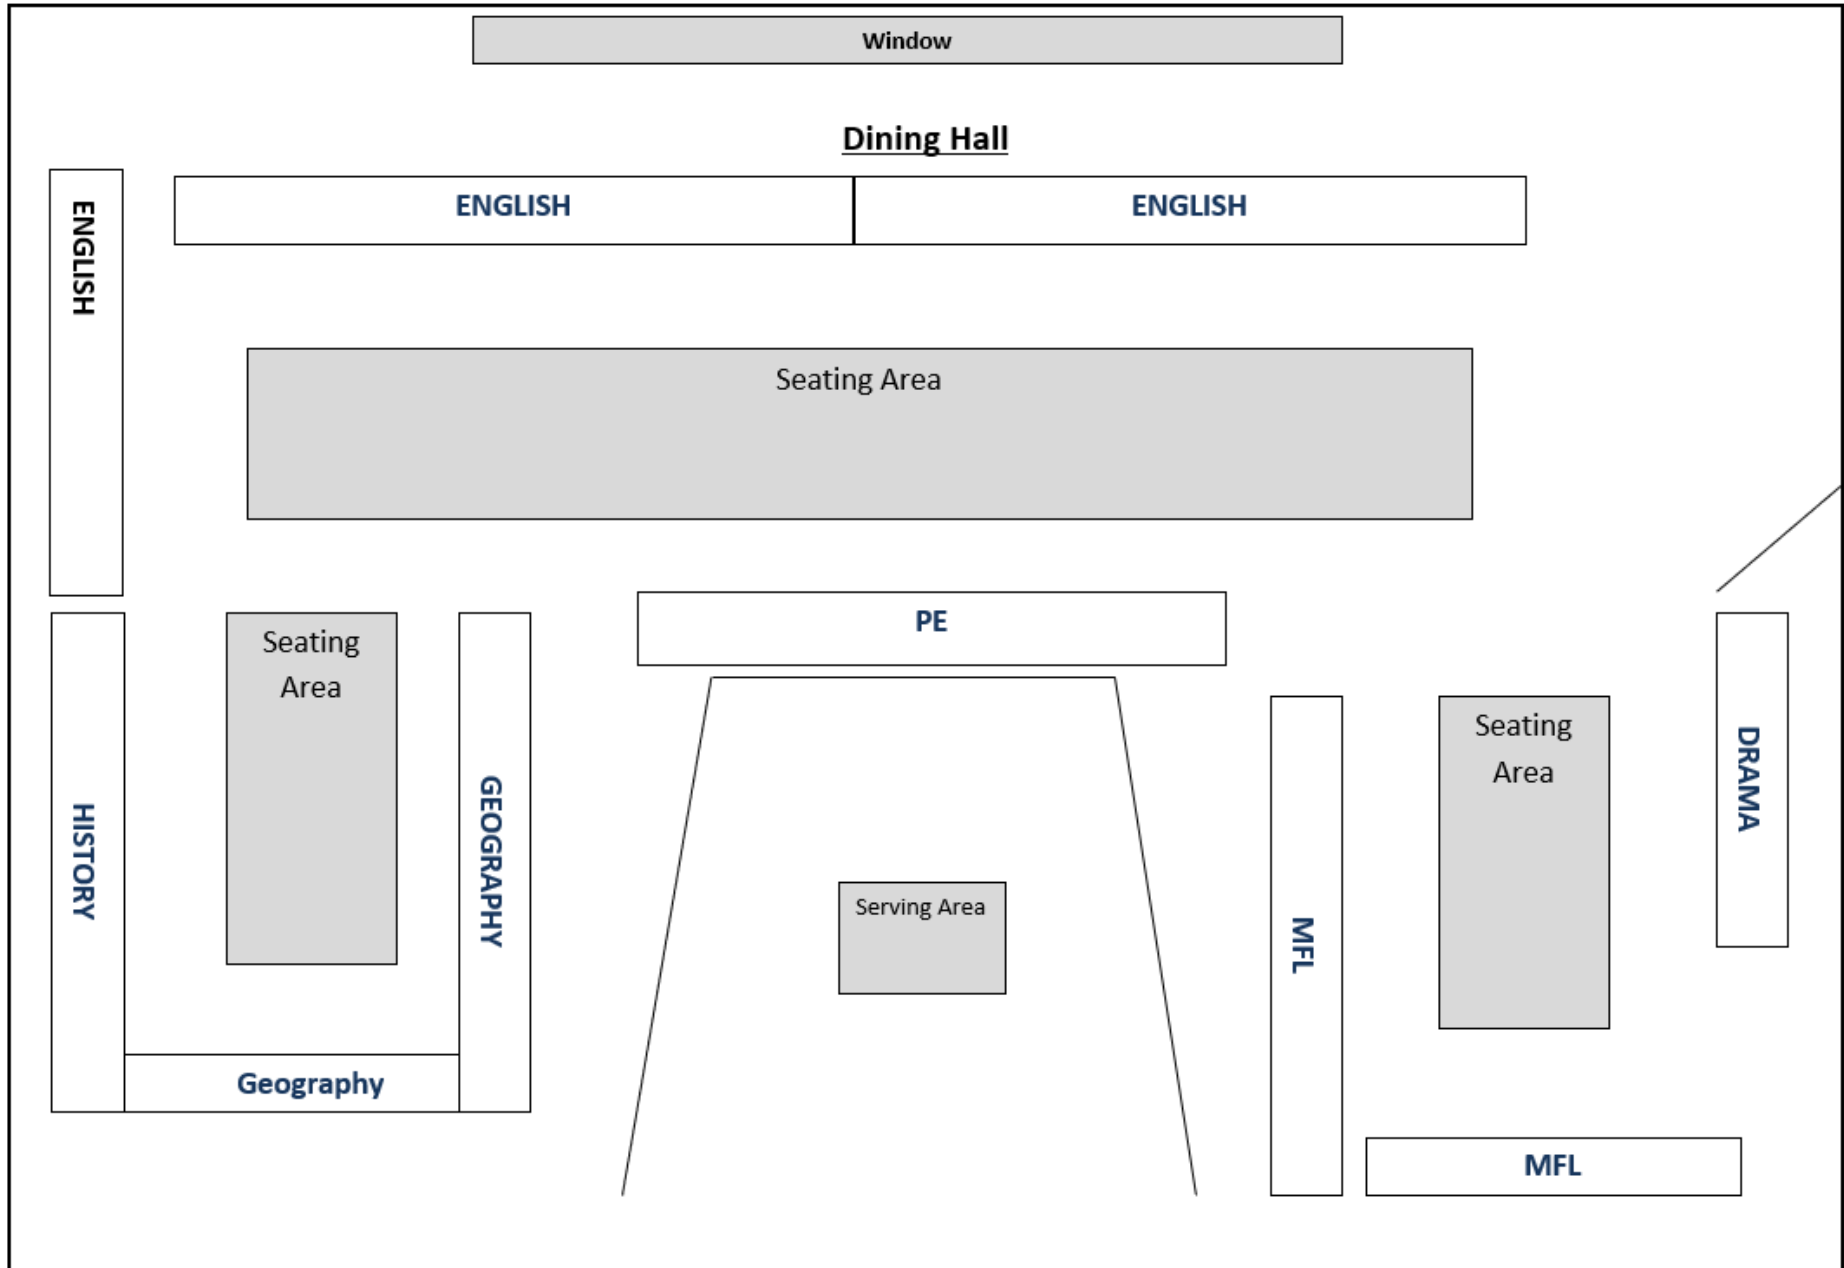 Window
Dining Hall
ENGLISH
ENGLISH
ENGLISH
Seating Area
PE
Seating
Area
Seating
Area
HISTORY
GEOGRAPHY
DRAMA
Serving Area
MFL
Geography
MFL